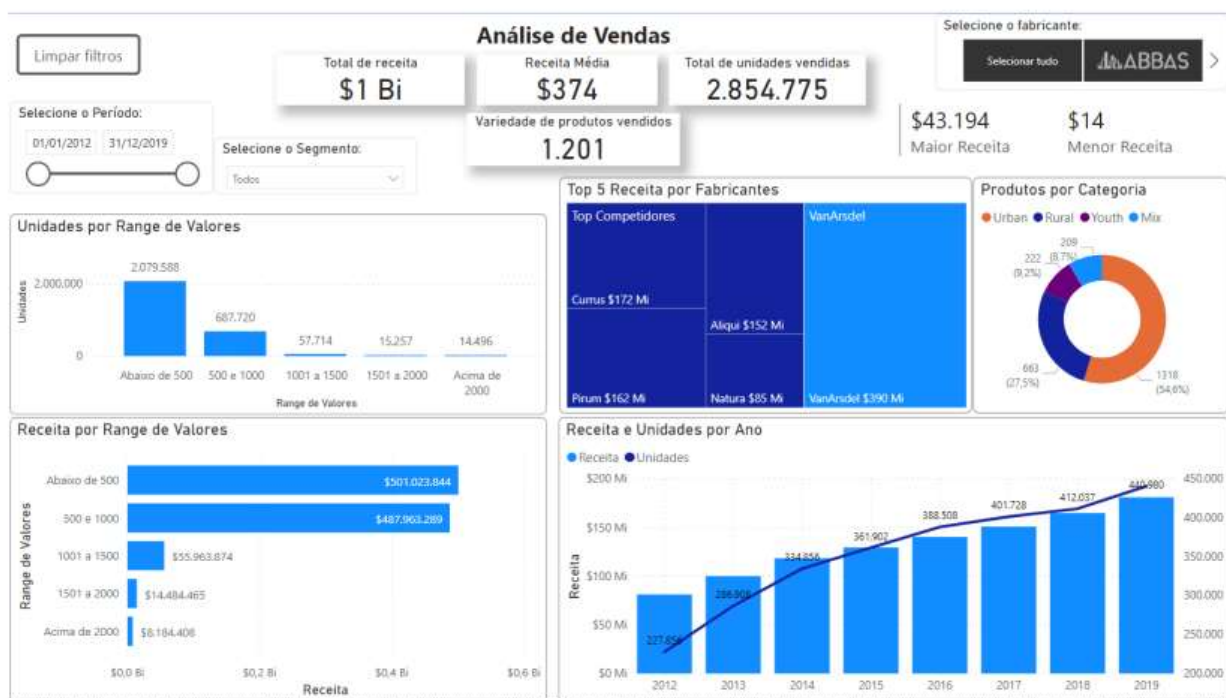 Limpar filtros
Análise de Vendas
Selecione o fabricante:
Selecionar tudo
ABBAS
Total de receita
$1 Bi
Receita Média
$374
Total de unidades vendidas
2.854.775
Variedade de produtos vendidos
1.201
$43.194
Maior Receita
$14
Menor Receita
Selecione o Período:
01/01/2012 31/12/2019
Selecione o Segmento:
Todos
Unidades por Range de Valores
Unidades
2.000.000
0
2.079.588
687.720
57.714
15.257
14.496
Abaixo de 500
500 e 1000
1001 a 1500
1501 a 2000
Acima de
2000
Range de Valores
Top 5 Receita por Fabricantes
Top Competidores
VanArsdel
Currus $172 Mi
Aliqui $152 Mi
Pirum $162 Mi
Natura $85 Mi
VanArsdel $390 Mi
Produtos por Categoria
Urban Rural Youth Mix
209
(8,7%)
222
(9,2%)
663
(27,5%)
1318
(54,6%)
Receita por Range de Valores
Range de Valores
Abaixo de 500
$501.023.844
500 e 1000
$487.963.289
1001 a 1500
$55.963.874
1501 a 2000
$14.484.465
Acima de 2000
$8.184.408
$0,0 Bi
$0,2 Bi
$0,4 Bi
$0,6 Bi
Receita
Receita e Unidades por Ano
Receita Unidades
Receita
$200 Mi
$150 Mi
$100 Mi
$50 Mi
$0 Mi
450.000
400.000
350.000
300.000
250.000
200.000
227.856
286.908
334.856
361.902
388.508
401.728
412.037
440.980
2012
2013
2014
2015
2016
2017
2018
2019